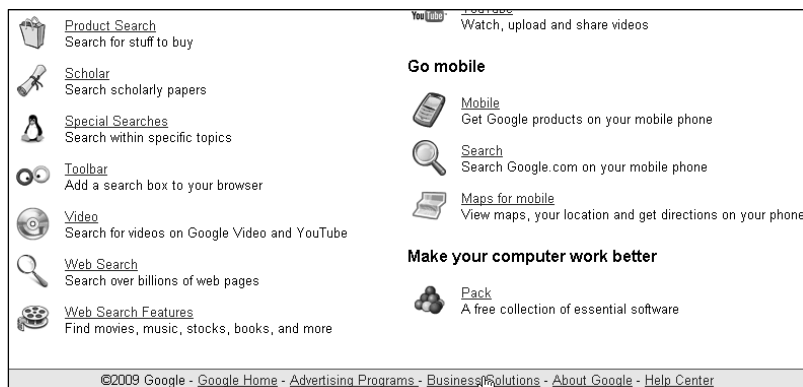 Product Search
Search for stuff to buy
Scholar
Search scholarly papers
Special Searches
Search within specific topics
Toolbar
Add a search box to your browser
Video
Search for videos on Google Video and YouTube
Web Search
Search over billions of web pages
Web Search Features
Find movies, music, stocks, books, and more
YouTube
YouTube
Watch, upload and share videos
Go mobile
Mobile
Get Google products on your mobile phone
Search
Search Google.com on your mobile phone
Maps for mobile
View maps, your location and get directions on your phone
Make your computer work better
Pack
A free collection of essential software
©2009 Google - Google Home - Advertising Programs - Business Solutions - About Google - Help Center